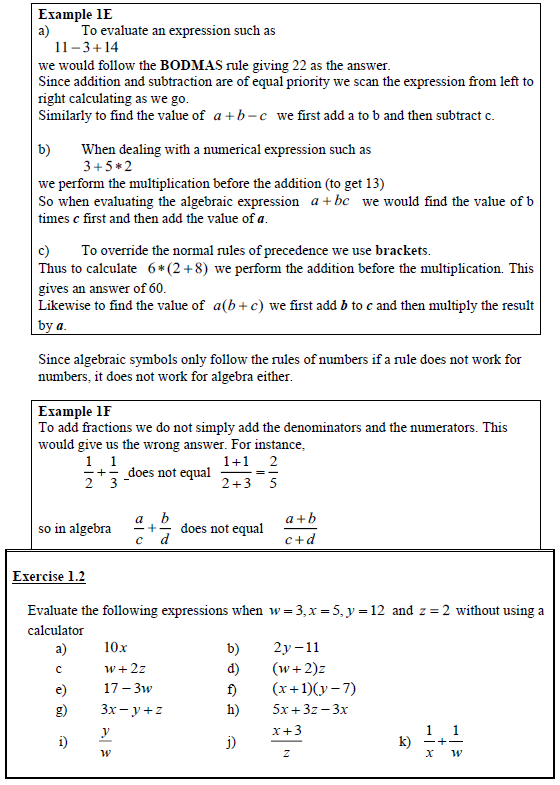 Example 1E
a) To evaluate an expression such as
11−3+14
we would follow the BODMAS rule giving 22 as the answer.
Since addition and subtraction are of equal priority we scan the expression from left to
right calculating as we go.
Similarly to find the value of a+b−c we first add a to b and then subtract c.
b) When dealing with a numerical expression such as
3+5*2
we perform the multiplication before the addition (to get 13)
So when evaluating the algebraic expression a+bc we would find the value of b
times c first and then add the value of a.
c) To override the normal rules of precedence we use brackets.
Thus to calculate 6*(2+8) we perform the addition before the multiplication. This
gives an answer of 60.
Likewise to find the value of a(b+c) we first add b to c and then multiply the result
by a.
Since algebraic symbols only follow the rules of numbers if a rule does not work for
numbers, it does not work for algebra either.
Example 1F
To add fractions we do not simply add the denominators and the numerators. This
would give us the wrong answer. For instance,
1/2 + 1/3 does not equal (1+1)/(2+3) = 2/5
so in algebra a/c + b/d does not equal (a+b)/(c+d)
Exercise 1.2
Evaluate the following expressions when w=3, x=5, y=12 and z=2 without using a
calculator
a) 10x b) 2y−11
c w+2z d) (w+2)z
e) 17−3w f) (x+1)(y−7)
g) 3x−y+z h) 5x+3z−3x
i) y/w j) (x+3)/z k) 1/x + 1/w